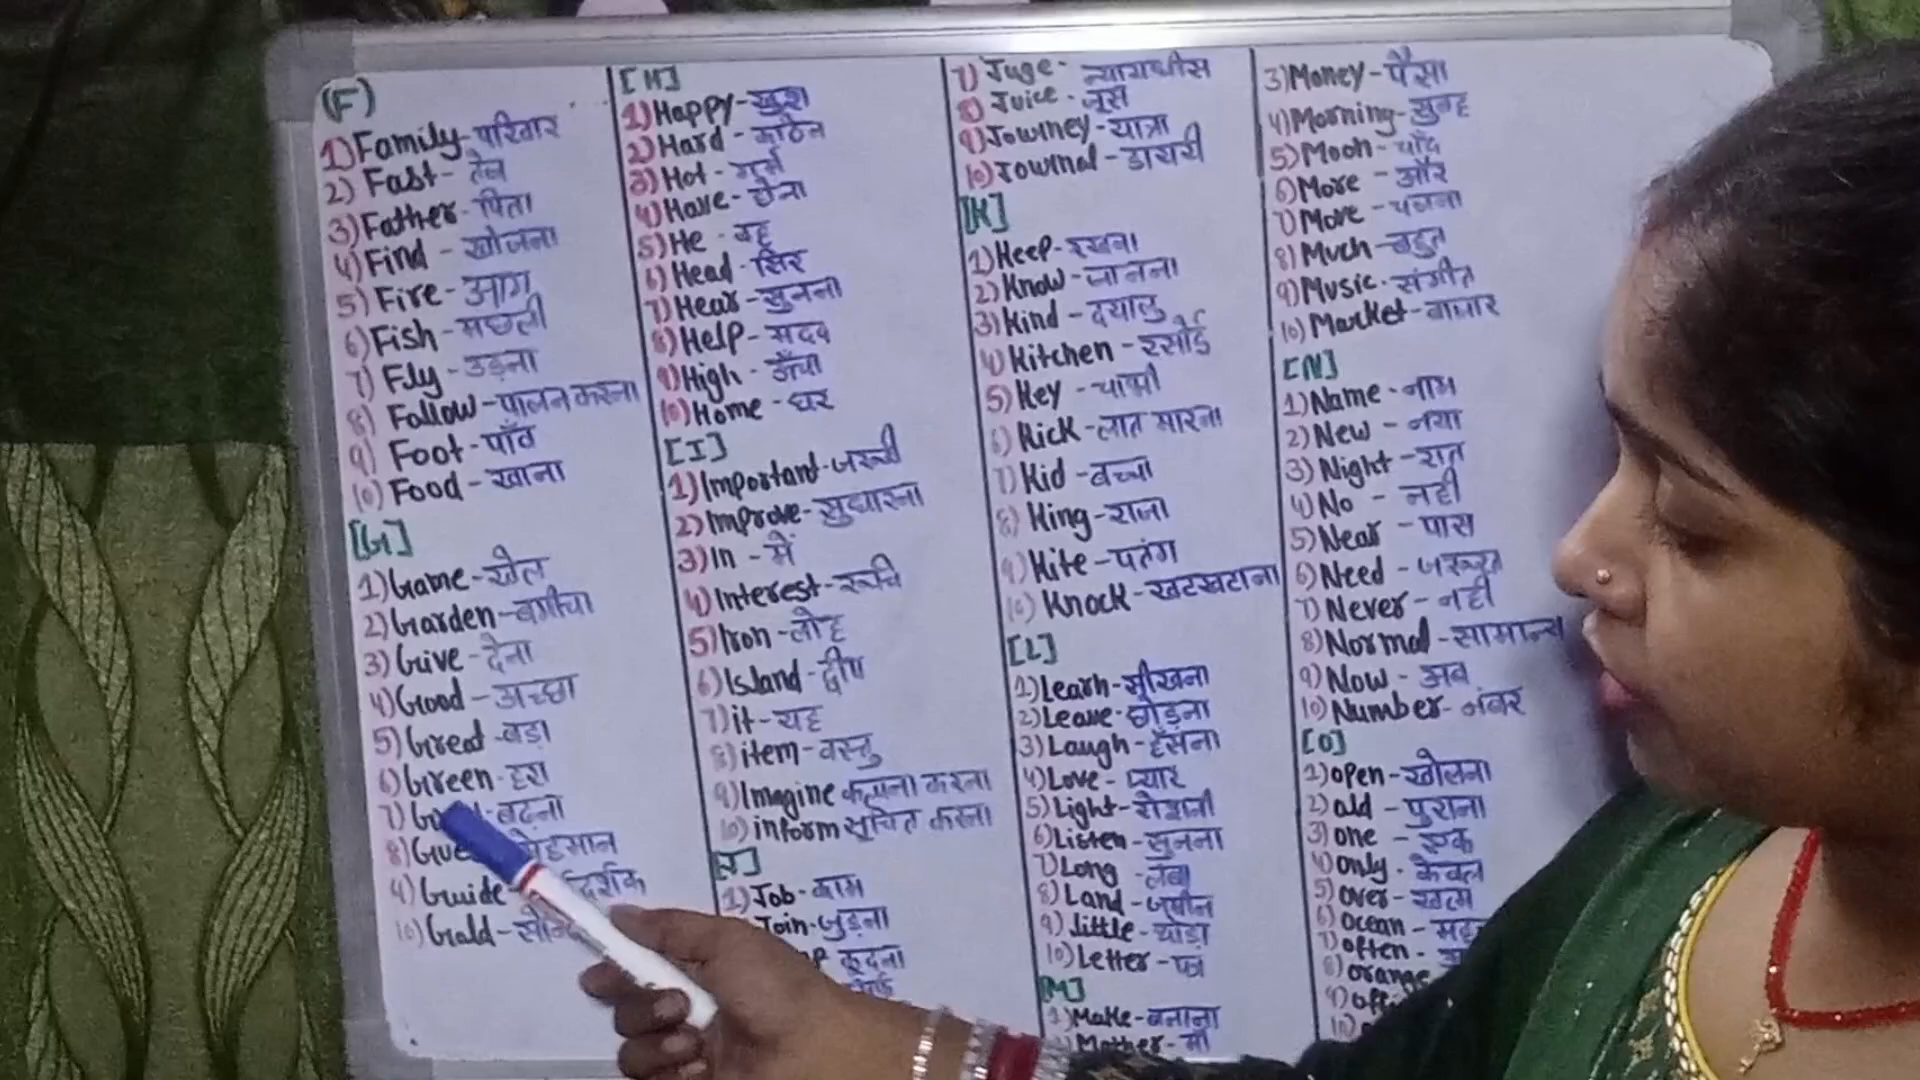 (F)
1) Family - परिवार
2) Fast - तेज
3) Father - पिता
4) Find - खोजना
5) Fire - आग
6) Fish - मछली
7) Fly - उड़ना
8) Follow - पालन करना
9) Foot - पाँव
10) Food - खाना
[G]
1) Game - खेल
2) Garden - बगीचा
3) Give - देना
4) Good - अच्छा
5) Great - बड़ा
6) Green - हरा
7) बढ़ना
8) Gue
9) Guide
10) Gold
[H]
1) Happy - खुश
2) Hard - कठिन
3) Hot - गर्म
4) Have - होना
5) He - वह
6) Head - सिर
7) Hear - सुनना
8) Help - मदद
9) High - ऊँचा
10) Home - घर
[I]
1) Important - जरूरी
2) Improve - सुधारना
3) In - में
4) Interest - रूचि
5) Iron - लोह
6) Island - द्वीप
7) it - यह
8) item - वस्तु
9) Imagine कल्पना करना
10) inform सूचित करना
[J]
1) Job - काम
Join - जुड़ना
कूदना
7) Juge - न्यायधीस
8) Juice - जूस
9) Journey - यात्रा
10) Journal - डायरी
[K]
1) Keep - रखना
2) Know - जानना
3) Kind - दयालु
4) Kitchen - रसोई
5) Key - चाभी
6) Kick - लात मारना
7) Kid - बच्चा
8) King - राजा
9) Kite - पतंग
10) Knock - खटखटाना
[L]
1) Learn - सीखना
2) Leave - छोड़ना
3) Laugh - हँसना
4) Love - प्यार
5) Light - रोशनी
6) Listen - सुनना
7) Long - लंबा
8) Land - जमीन
9) little - थोड़ा
10) Letter - पत्र
[M]
1) Make - बनाना
Mother - माँ
3) Money - पैसा
4) Morning - सुबह
5) Moon - चाँद
6) More - और
7) Move - चलना
8) Much - बहुत
9) Music - संगीत
10) Market - बाजार
[N]
1) Name - नाम
2) New - नया
3) Night - रात
4) No - नही
5) Near - पास
6) Need - जरूरत
7) Never - नही
8) Normal - सामान्य
9) Now - अब
10) Number - नंबर
[O]
1) open - खोलना
2) old - पुराना
3) one - एक
4) only - केवल
5) over - खत्म
6) ocean
7) often
8) orange
9) offi
10)